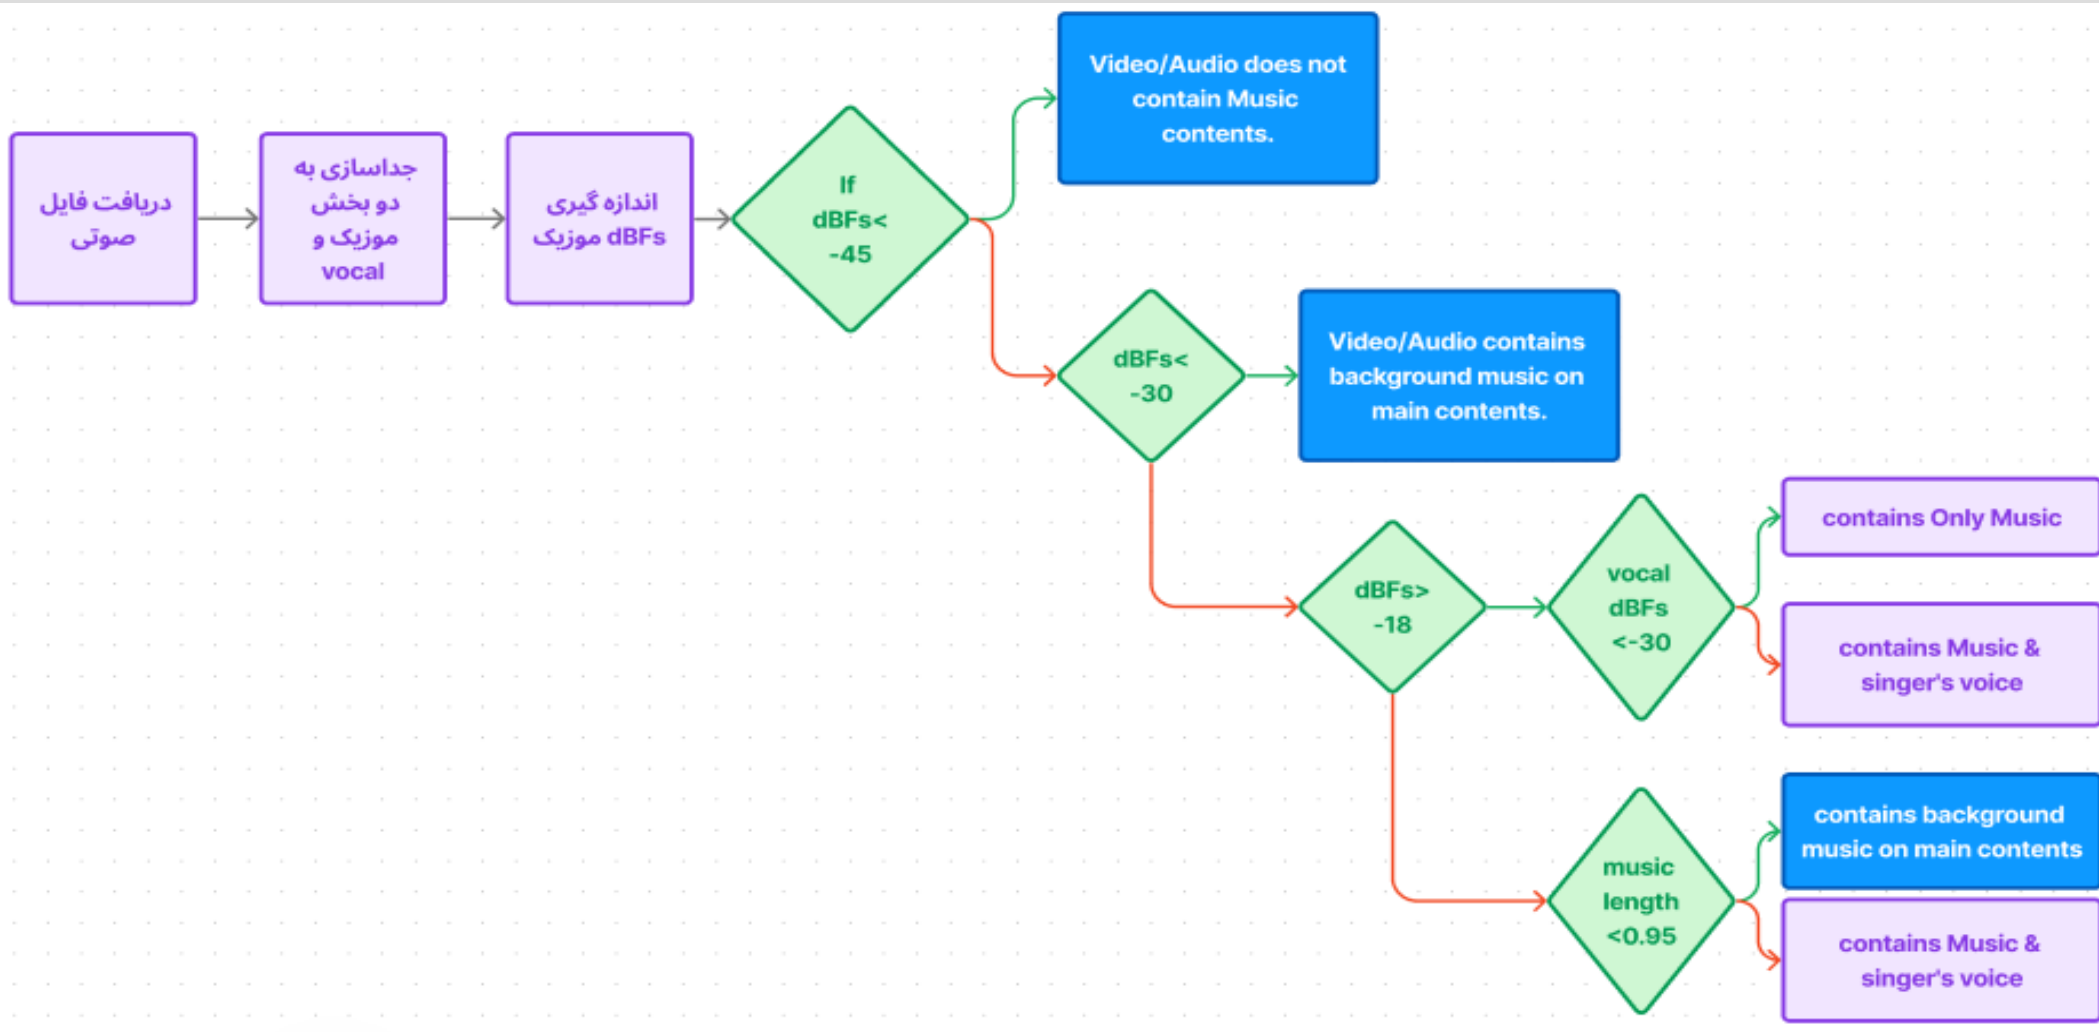 دریافت فایل
صوتی
جداسازی به
دو بخش
موزیک و
vocal
اندازه گیری
dBFs موزیک
If
dBFs<
-45
Video/Audio does not
contain Music
contents.
dBFs<
-30
Video/Audio contains
background music on
main contents.
dBFs>
-18
vocal
dBFs
<-30
contains Only Music
contains Music &
singer's voice
music
length
<0.95
contains background
music on main contents
contains Music &
singer's voice